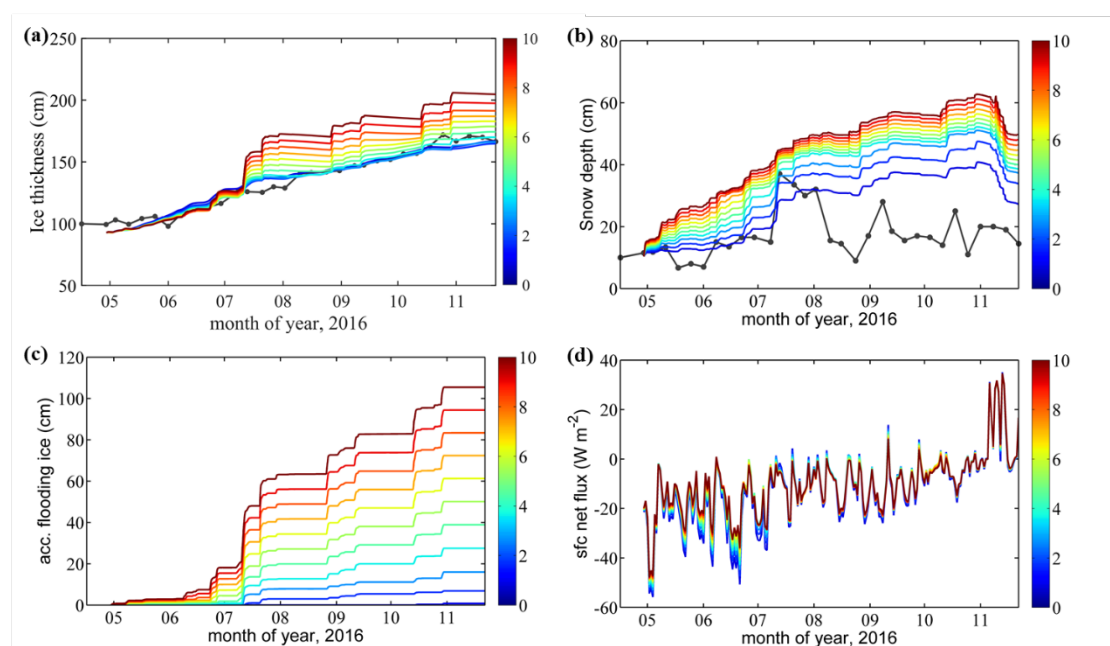 (a)
250
200
150
100
50
Ice thickness (cm)
05 06 07 08 09 10 11
month of year, 2016
10
8
6
4
2
0
(b)
80
60
40
20
0
Snow depth (cm)
05 06 07 08 09 10 11
month of year, 2016
10
8
6
4
2
0
(c)
120
100
80
60
40
20
0
acc. flooding ice (cm)
05 06 07 08 09 10 11
month of year, 2016
10
8
6
4
2
0
(d)
40
20
0
-20
-40
-60
sfc net flux (W m-2)
05 06 07 08 09 10 11
month of year, 2016
10
8
6
4
2
0